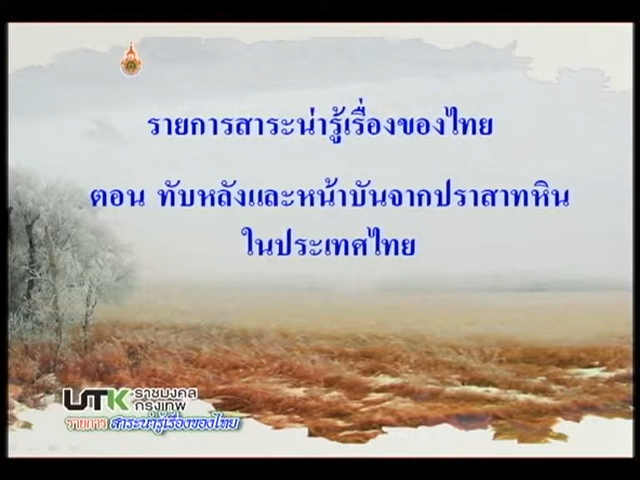 รายการสาระน่ารู้เรื่องของไทย
ตอน ทับหลังและหน้าบันจากปราสาทหิน
ในประเทศไทย
UTK ราชมงคล
กรุงเทพ
รายการ สาระน่ารู้เรื่องของไทย